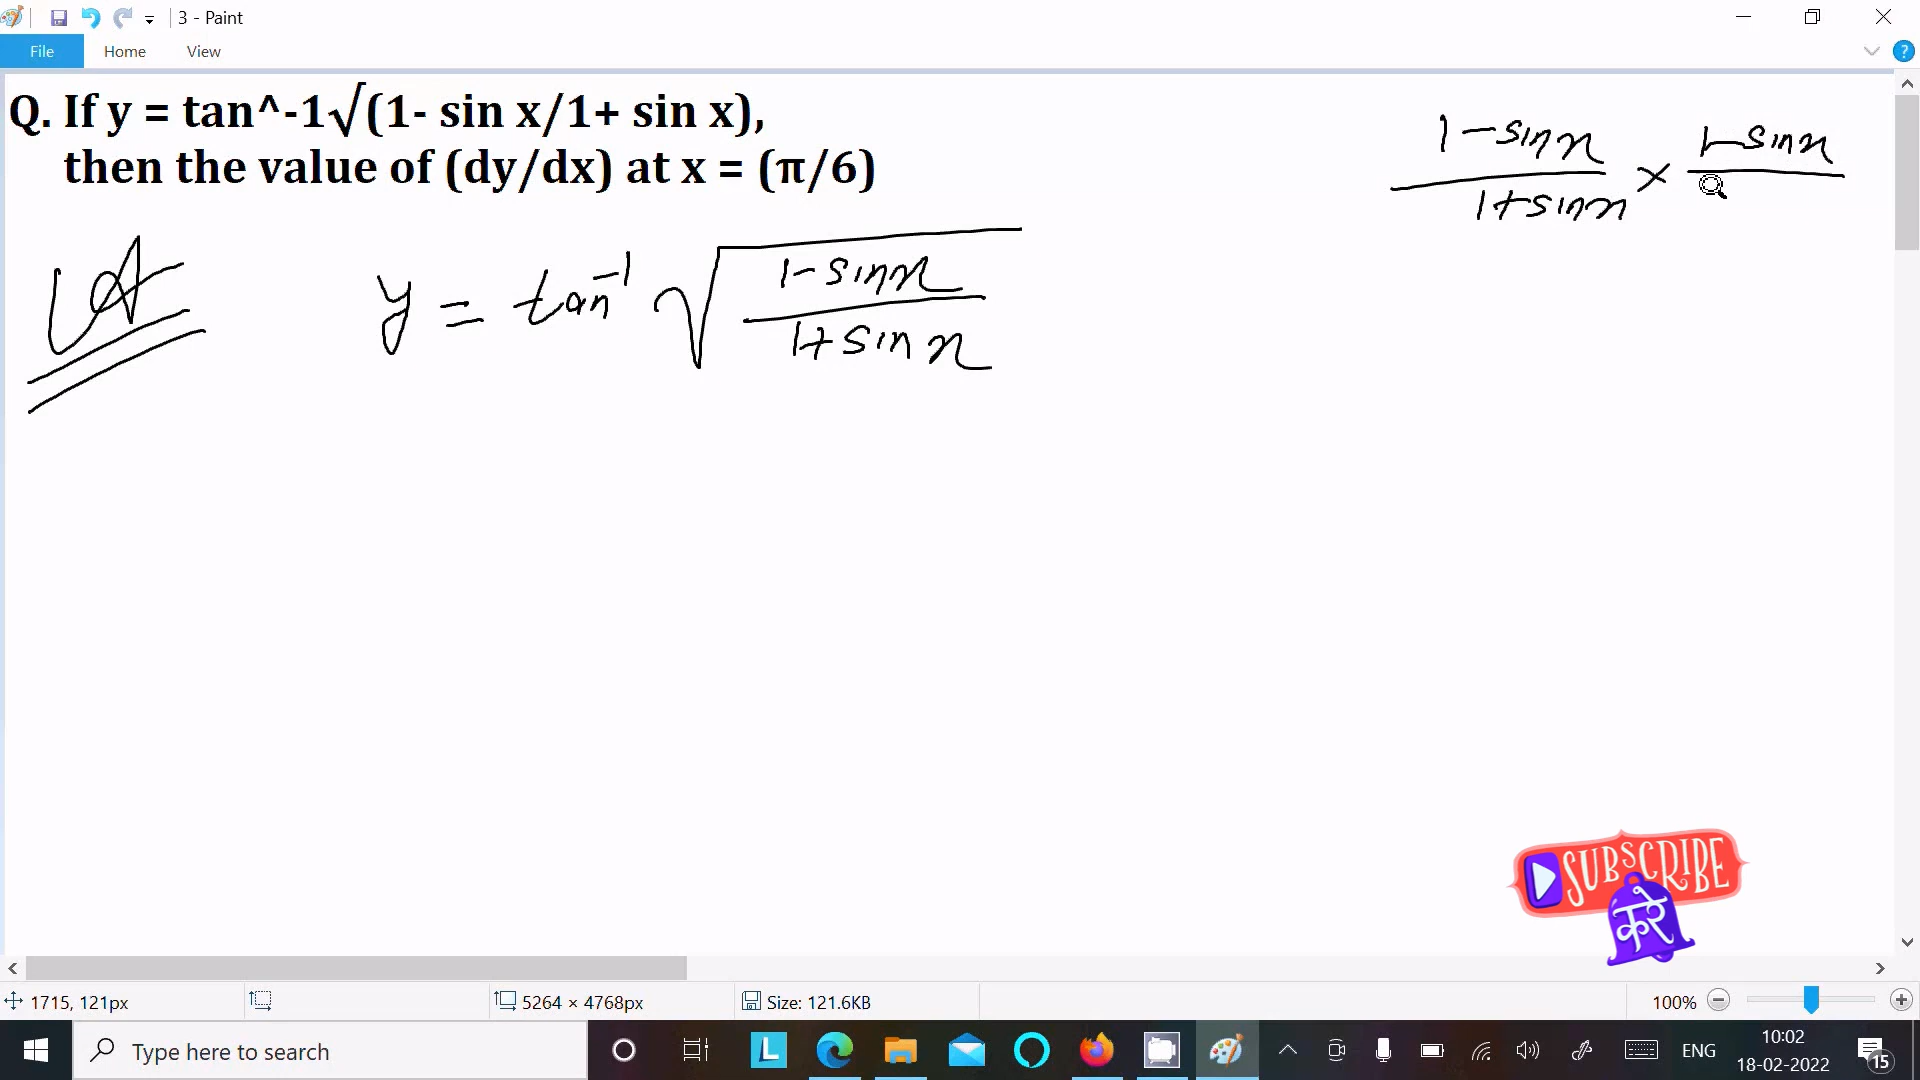 3 - Paint
File Home View
Q. If y = tan^-1√(1- sin x/1+ sin x),
then the value of (dy/dx) at x = (π/6)
1-sinx / 1+sinx × 1-sinx
y = tan⁻¹ √(1-sinx / 1+sinx)
SUBSCRIBE
करे
1715, 121px 5264 × 4768px Size: 121.6KB 100%
Type here to search
L
ENG
10:02
18-02-2022
15